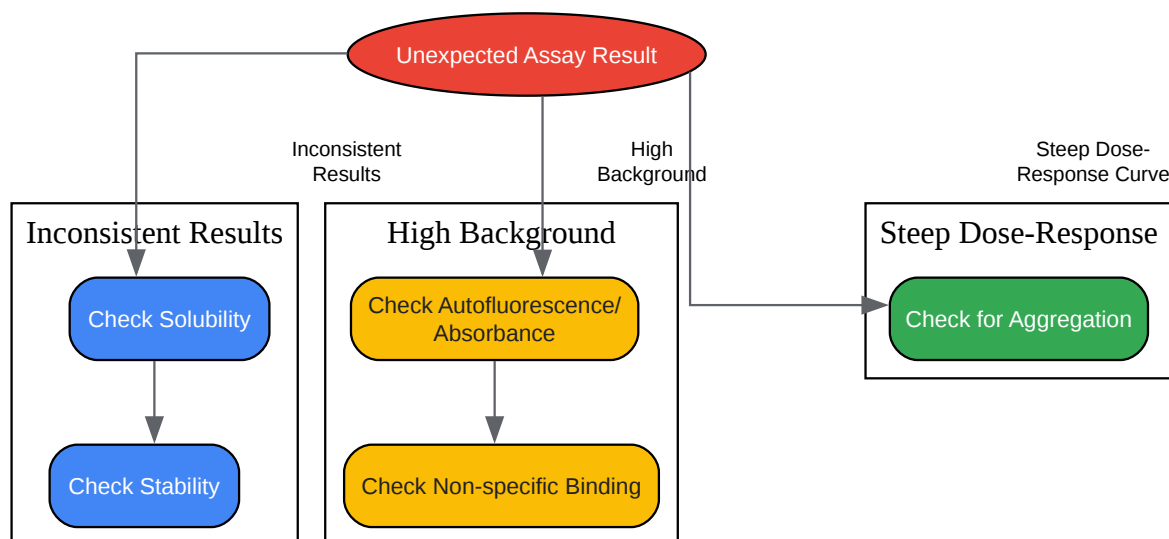 Unexpected Assay Result
Inconsistent
Results
High
Background
Steep Dose-
Response Curve
Inconsistent Results
High Background
Steep Dose-Response
Check Solubility
Check Autofluorescence/
Absorbance
Check for Aggregation
Check Stability
Check Non-specific Binding